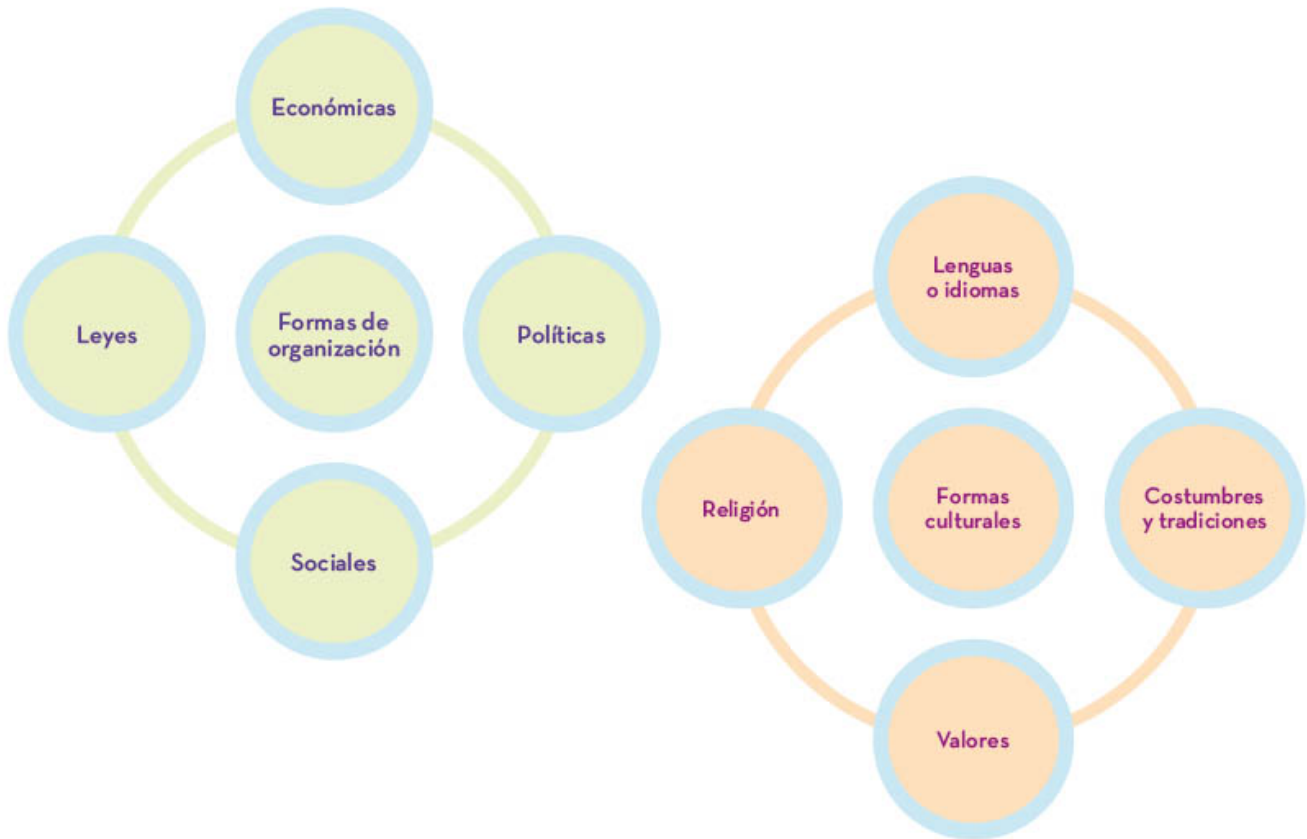 Económicas
Leyes
Formas de
organización
Políticas
Sociales
Lenguas
o idiomas
Religión
Formas
culturales
Costumbres
y tradiciones
Valores